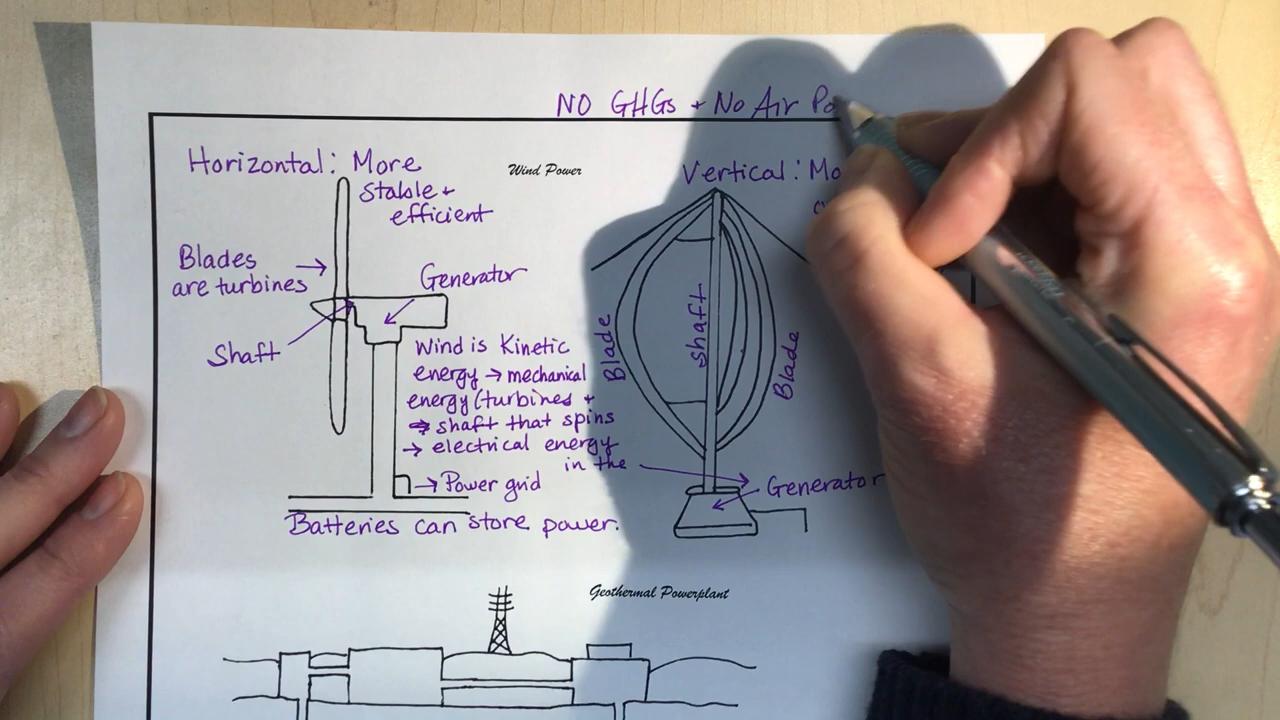 NO GHGs + No Air Po
Wind Power
Horizontal: More
Stable +
efficient
Blades
are turbines →
Generator
Shaft
Wind is Kinetic
energy → mechanical
energy (turbines +
shaft that spins
→ electrical energy
in the
→ Power grid
Batteries can store power.
Vertical: Mo
Blade
shaft
Blade
Generator
Geothermal Powerplant